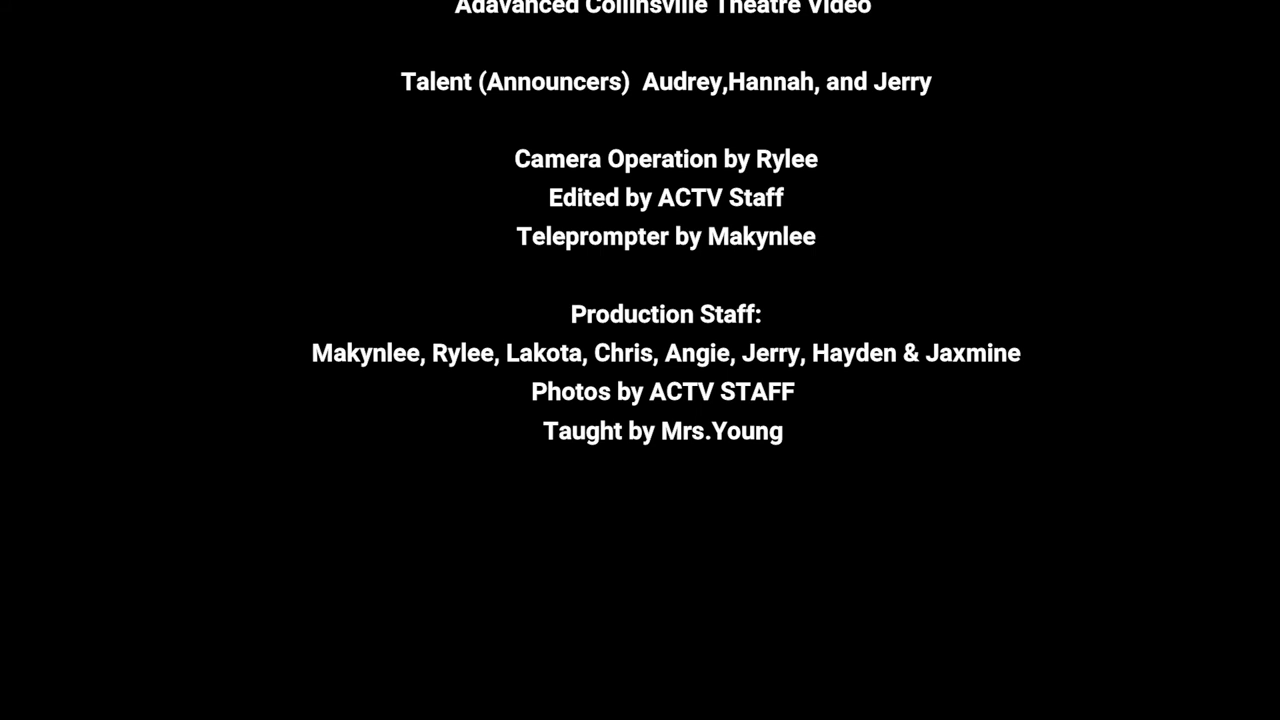 Adavanced Collinsville Theatre Video
Talent (Announcers)  Audrey,Hannah, and Jerry
Camera Operation by Rylee
Edited by ACTV Staff
Teleprompter by Makynlee
Production Staff:
Makynlee, Rylee, Lakota, Chris, Angie, Jerry, Hayden & Jaxmine
Photos by ACTV STAFF
Taught by Mrs.Young